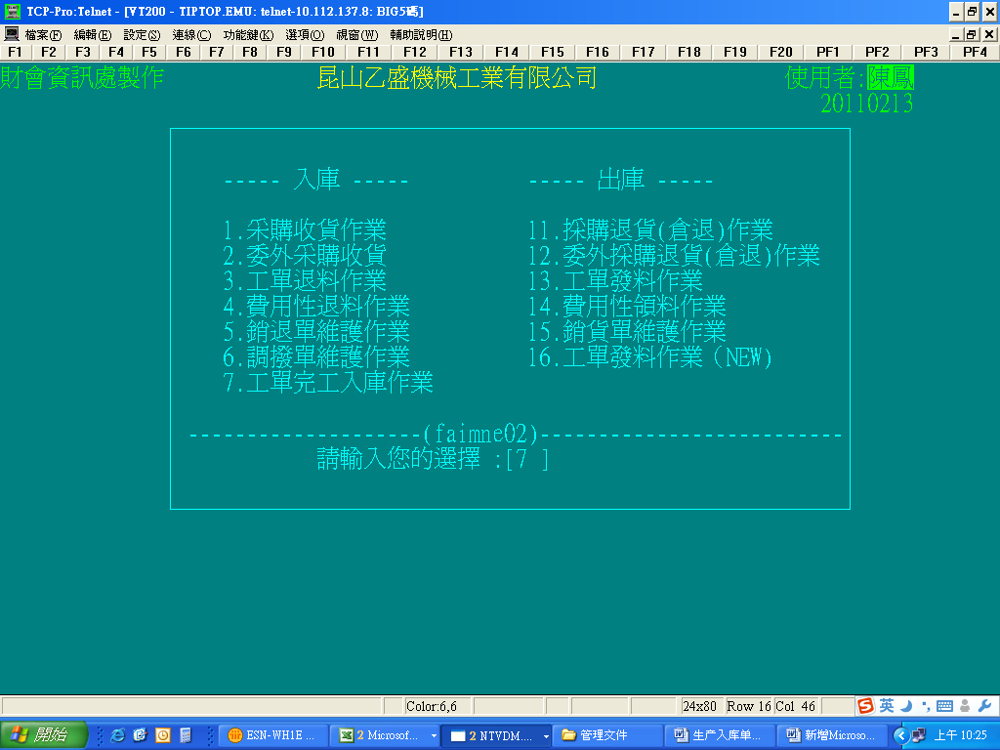 TCP-Pro:Telnet - [VT200 - TIPTOP.EMU: telnet-10.112.137.8: BIG5碼]
檔案(F) 編輯(E) 設定(S) 連線(C) 功能鍵(K) 選項(O) 視窗(W) 輔助說明(H)
F1 F2 F3 F4 F5 F6 F7 F8 F9 F10 F11 F12 F13 F14 F15 F16 F17 F18 F19 F20 PF1 PF2 PF3 PF4
財會資訊處製作 昆山乙盛機械工業有限公司 使用者:陳鳳
20110213
----- 入庫 ----- ----- 出庫 -----
1.采購收貨作業 11.採購退貨(倉退)作業
2.委外采購收貨 12.委外採購退貨(倉退)作業
3.工單退料作業 13.工單發料作業
4.費用性退料作業 14.費用性領料作業
5.銷退單維護作業 15.銷貨單維護作業
6.調撥單維護作業 16.工單發料作業（NEW）
7.工單完工入庫作業
--------------------(faimne02)--------------------------
請輸入您的選擇 :[7 ]
Color:6,6 24x80 Row 16 Col 46 英
開始 ESN-WH1E ... 2 Microsof... 2 NTVDM.... 管理文件 生产入库单... 新增Microso... 上午 10:25